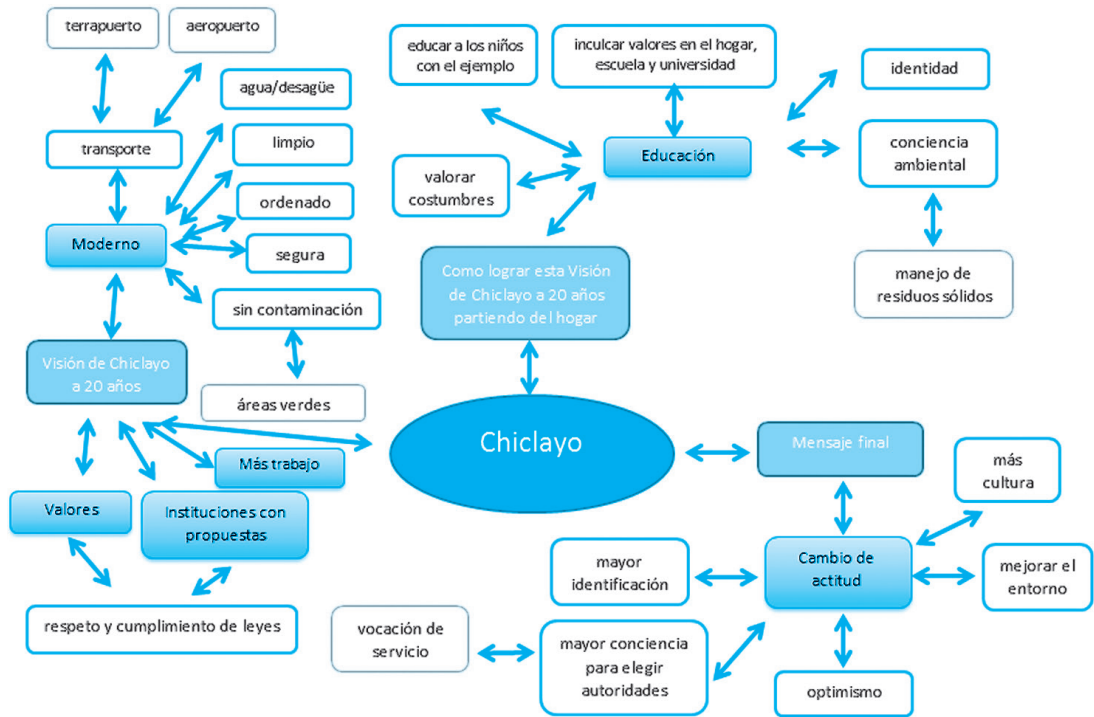 terrapuerto
aeropuerto
agua/desagüe
transporte
limpio
ordenado
Moderno
segura
sin contaminación
Visión de Chiclayo
a 20 años
áreas verdes
Más trabajo
Valores
Instituciones con
propuestas
respeto y cumplimiento de leyes
educar a los niños
con el ejemplo
inculcar valores en el hogar,
escuela y universidad
identidad
Educación
conciencia
ambiental
valorar
costumbres
manejo de
residuos sólidos
Como lograr esta Visión
de Chiclayo a 20 años
partiendo del hogar
Chiclayo
Mensaje final
más
cultura
Cambio de
actitud
mayor
identificación
mejorar el
entorno
vocación de
servicio
mayor conciencia
para elegir
autoridades
optimismo